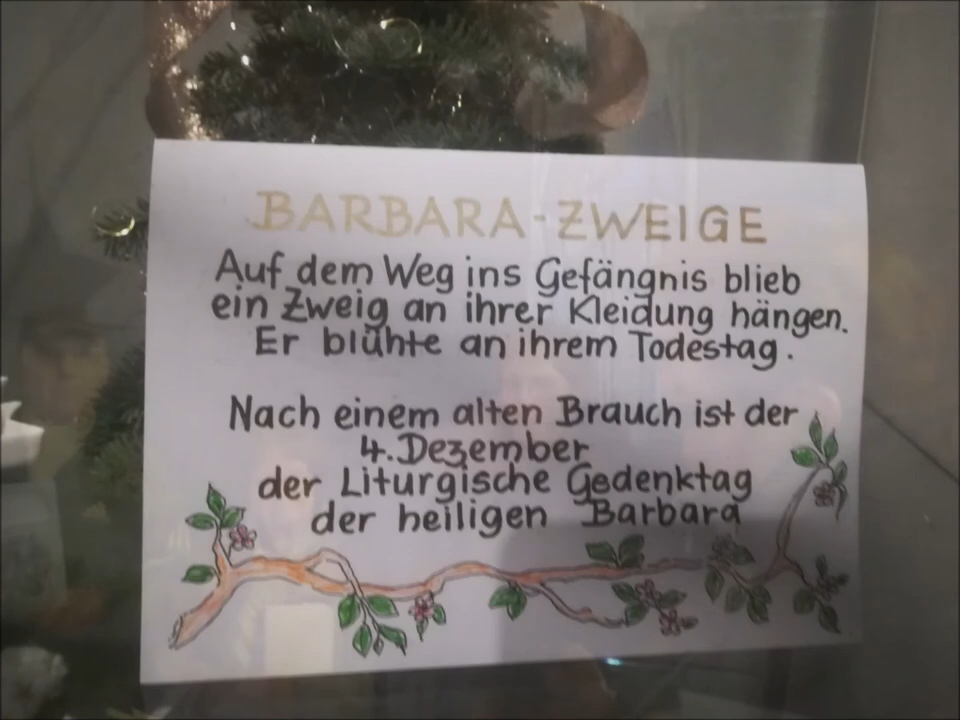 BARBARA-ZWEIGE
Auf dem Weg ins Gefängnis blieb
ein Zweig an ihrer Kleidung hängen.
Er blühte an ihrem Todestag.
Nach einem alten Brauch ist der
4. Dezember
der Liturgische Gedenktag
der heiligen Barbara